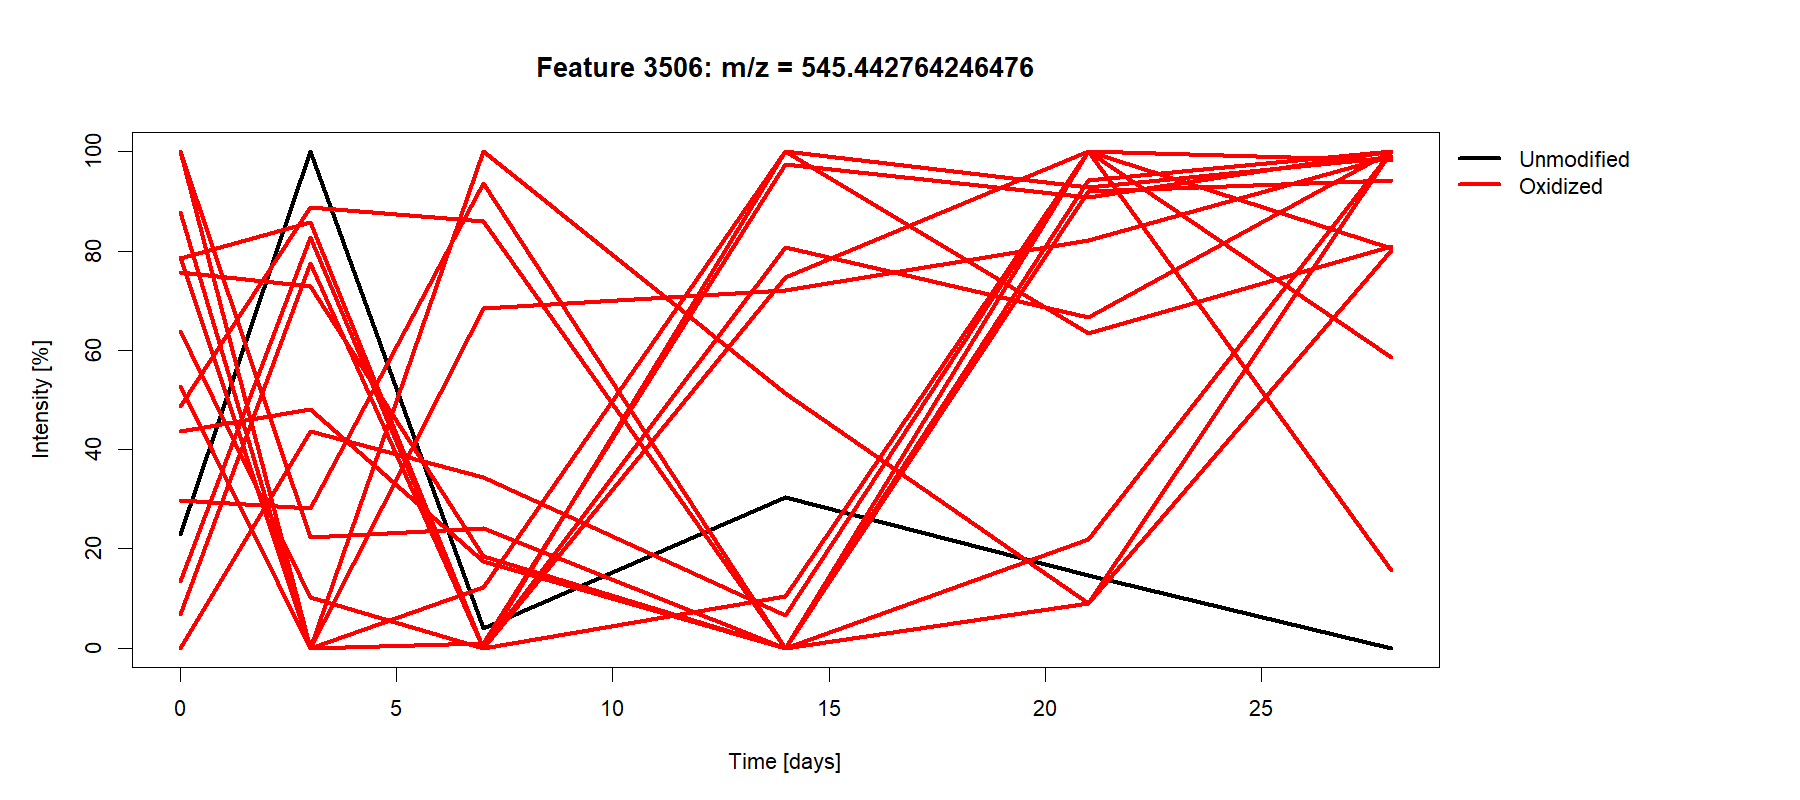 Feature 3506: m/z = 545.442764246476
Unmodified
Oxidized
Intensity [%]
100
80
60
40
20
0
0 5 10 15 20 25
Time [days]